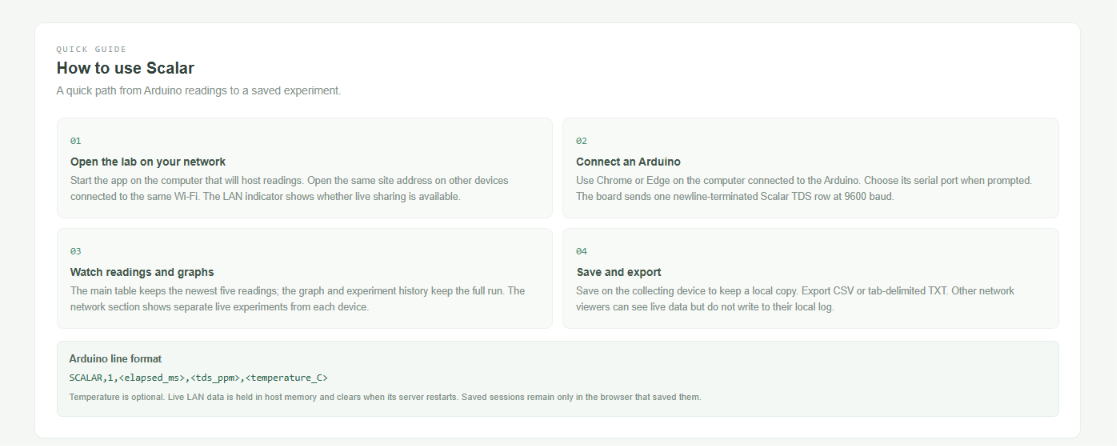 QUICK GUIDE
How to use Scalar
A quick path from Arduino readings to a saved experiment.
01
Open the lab on your network
Start the app on the computer that will host readings. Open the same site address on other devices
connected to the same Wi-Fi. The LAN indicator shows whether live sharing is available.
02
Connect an Arduino
Use Chrome or Edge on the computer connected to the Arduino. Choose its serial port when prompted.
The board sends one newline-terminated Scalar TDS row at 9600 baud.
03
Watch readings and graphs
The main table keeps the newest five readings; the graph and experiment history keep the full run. The
network section shows separate live experiments from each device.
04
Save and export
Save on the collecting device to keep a local copy. Export CSV or tab-delimited TXT. Other network
viewers can see live data but do not write to their local log.
Arduino line format
SCALAR,1,<elapsed_ms>,<tds_ppm>,<temperature_C>
Temperature is optional. Live LAN data is held in host memory and clears when its server restarts. Saved sessions remain only in the browser that saved them.